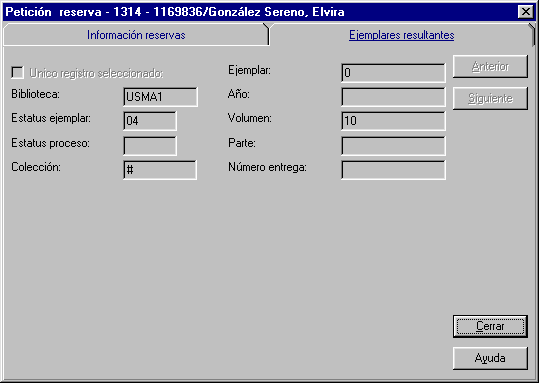 Petición reserva - 1314 - 1169836/González Sereno, Elvira
Información reservas
Ejemplares resultantes
Unico registro seleccionado:
Biblioteca: USMA1
Estatus ejemplar: 04
Estatus proceso:
Colección: #
Ejemplar: 0
Año:
Volumen: 10
Parte:
Número entrega:
Anterior
Siguiente
Cerrar
Ayuda